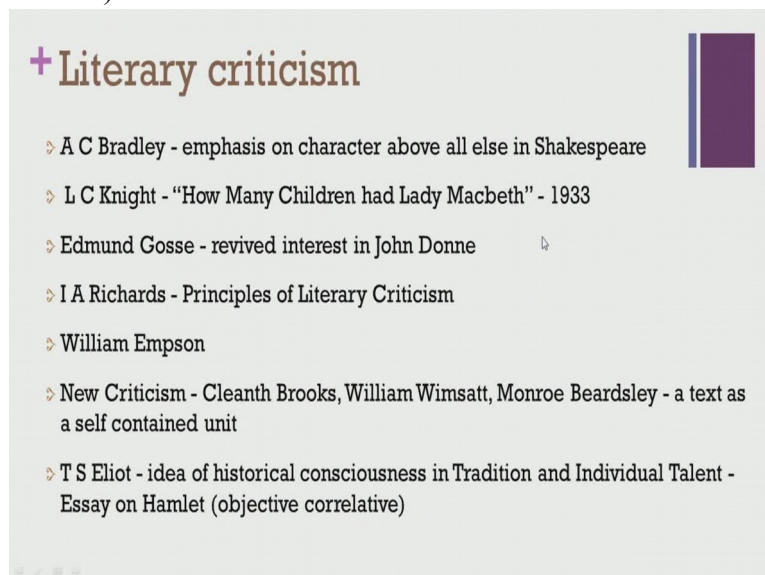 + Literary criticism
A C Bradley - emphasis on character above all else in Shakespeare
L C Knight - “How Many Children had Lady Macbeth” - 1933
Edmund Gosse - revived interest in John Donne
I A Richards - Principles of Literary Criticism
William Empson
New Criticism - Cleanth Brooks, William Wimsatt, Monroe Beardsley - a text as
a self contained unit
T S Eliot - idea of historical consciousness in Tradition and Individual Talent -
Essay on Hamlet (objective correlative)